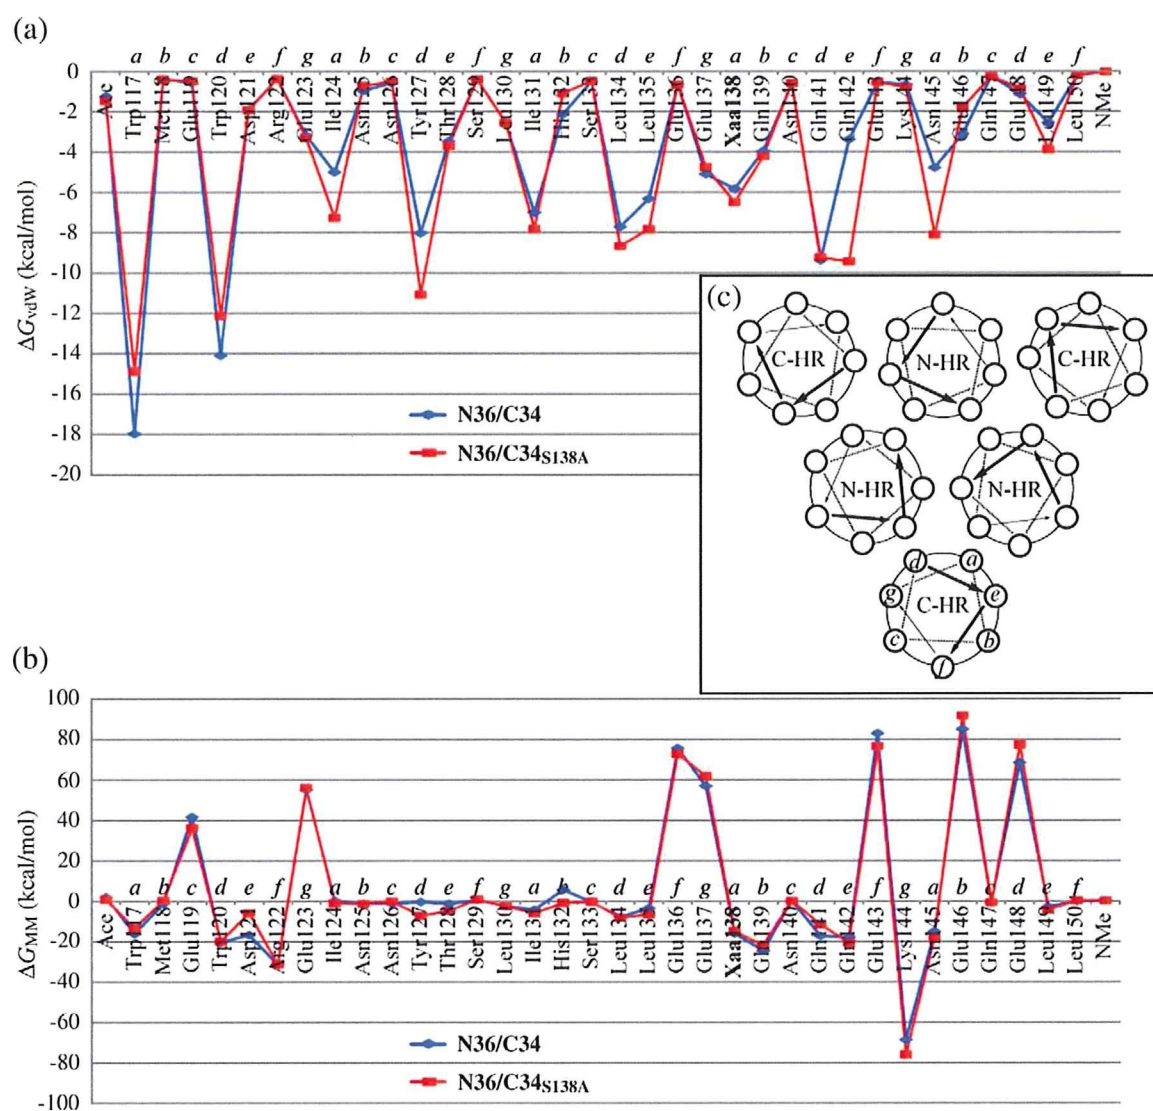 (a)
a b c d e f g a b c d e f g a b c d e f g a b c d e f g a b c d e f
0
-2
-4
-6
-8
-10
-12
-14
-16
-18
-20
ΔG_vdW (kcal/mol)
Ace
Trp117
Met118
Glu119
Trp120
Asp121
Arg122
Glu123
Ile124
Asn125
Asn126
Tyr127
Thr128
Ser129
Leu130
Ile131
His132
Ser133
Leu134
Leu135
Glu136
Glu137
Xaa138
Gln139
Asn140
Gln141
Gln142
Glu143
Lys144
Asn145
Glu146
Gln147
Glu148
Leu149
Leu150
NMe
N36/C34
N36/C34S138A
(c)
C-HR
N-HR
C-HR
N-HR
N-HR
d a
g C-HR e
c b
f
(b)
100
80
60
40
20
0
-20
-40
-60
-80
-100
ΔG_MM (kcal/mol)
a b c d e f g a b c d e f g a b c d e f g a b c d e f g a b c d e f
Ace
Trp117
Met118
Glu119
Trp120
Asp121
Arg122
Glu123
Ile124
Asn125
Asn126
Tyr127
Thr128
Ser129
Leu130
Ile131
His132
Ser133
Leu134
Leu135
Glu136
Glu137
Xaa138
Gln139
Asn140
Gln141
Gln142
Glu143
Lys144
Asn145
Glu146
Gln147
Glu148
Leu149
Leu150
NMe
N36/C34
N36/C34S138A